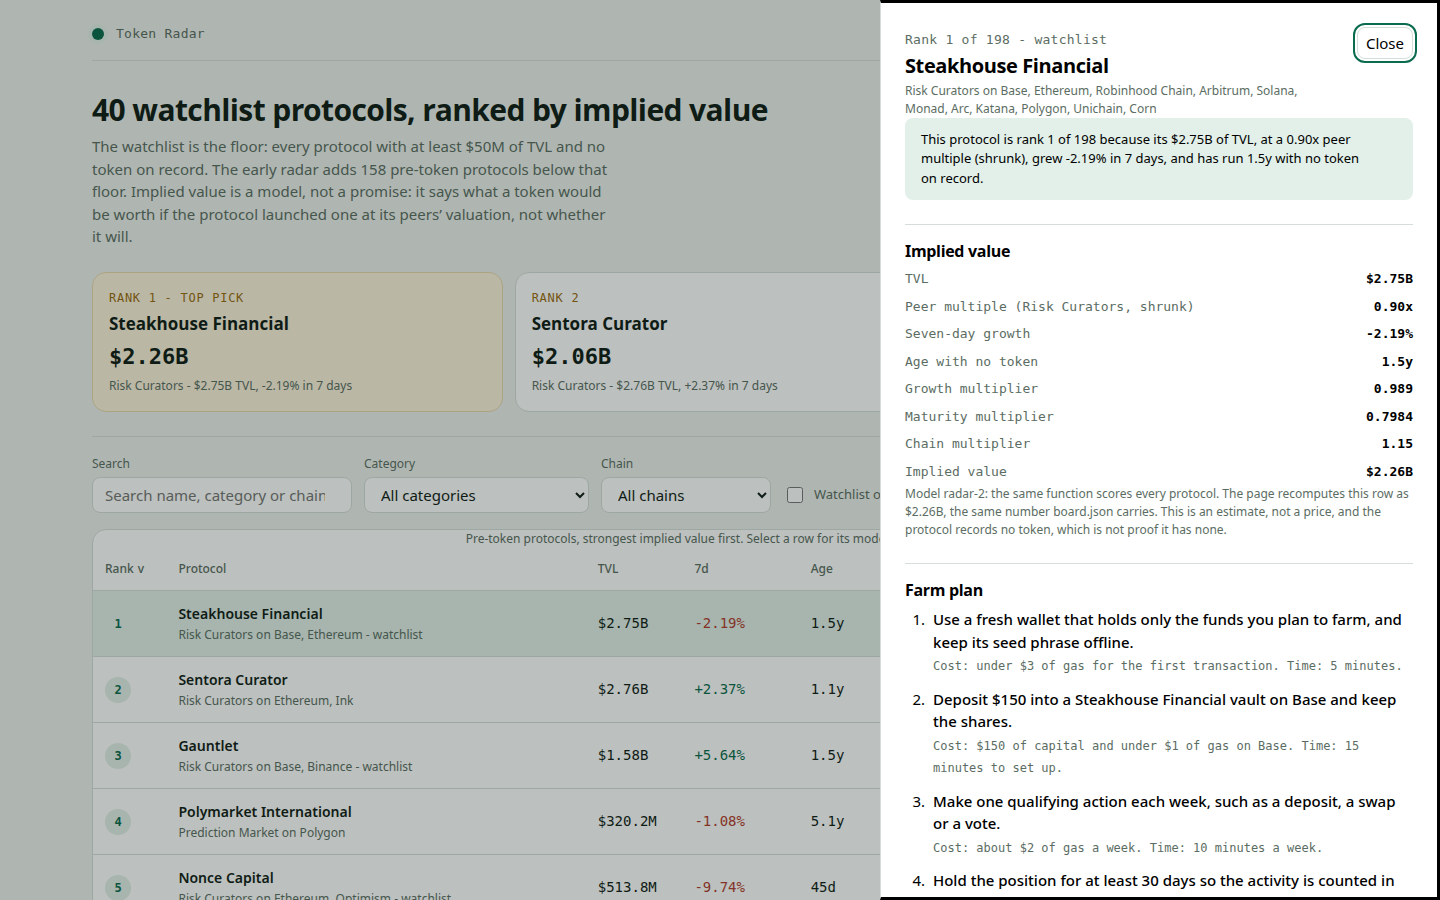 Token Radar
40 watchlist protocols, ranked by implied value
The watchlist is the floor: every protocol with at least $50M of TVL and no
token on record. The early radar adds 158 pre-token protocols below that
floor. Implied value is a model, not a promise: it says what a token would
be worth if the protocol launched one at its peers’ valuation, not whether
it will.
RANK 1 - TOP PICK
Steakhouse Financial
$2.26B
Risk Curators - $2.75B TVL, -2.19% in 7 days
RANK 2
Sentora Curator
$2.06B
Risk Curators - $2.76B TVL, +2.37% in 7 days
Search
Category
Chain
Search name, category or chain
All categories
All chains
Watchlist o
Pre-token protocols, strongest implied value first. Select a row for its mod
Rank v Protocol TVL 7d Age
1 Steakhouse Financial $2.75B -2.19% 1.5y
Risk Curators on Base, Ethereum - watchlist
2 Sentora Curator $2.76B +2.37% 1.1y
Risk Curators on Ethereum, Ink
3 Gauntlet $1.58B +5.64% 1.5y
Risk Curators on Base, Binance - watchlist
4 Polymarket International $320.2M -1.08% 5.1y
Prediction Market on Polygon
5 Nonce Capital $513.8M -9.74% 45d
Risk Curators on Ethereum, Optimism - watchlist
Rank 1 of 198 - watchlist
Close
Steakhouse Financial
Risk Curators on Base, Ethereum, Robinhood Chain, Arbitrum, Solana,
Monad, Arc, Katana, Polygon, Unichain, Corn
This protocol is rank 1 of 198 because its $2.75B of TVL, at a 0.90x peer
multiple (shrunk), grew -2.19% in 7 days, and has run 1.5y with no token
on record.
Implied value
TVL $2.75B
Peer multiple (Risk Curators, shrunk) 0.90x
Seven-day growth -2.19%
Age with no token 1.5y
Growth multiplier 0.989
Maturity multiplier 0.7984
Chain multiplier 1.15
Implied value $2.26B
Model radar-2: the same function scores every protocol. The page recomputes this row as
$2.26B, the same number board.json carries. This is an estimate, not a price, and the
protocol records no token, which is not proof it has none.
Farm plan
1. Use a fresh wallet that holds only the funds you plan to farm, and
keep its seed phrase offline.
Cost: under $3 of gas for the first transaction. Time: 5 minutes.
2. Deposit $150 into a Steakhouse Financial vault on Base and keep
the shares.
Cost: $150 of capital and under $1 of gas on Base. Time: 15
minutes to set up.
3. Make one qualifying action each week, such as a deposit, a swap
or a vote.
Cost: about $2 of gas a week. Time: 10 minutes a week.
4. Hold the position for at least 30 days so the activity is counted in